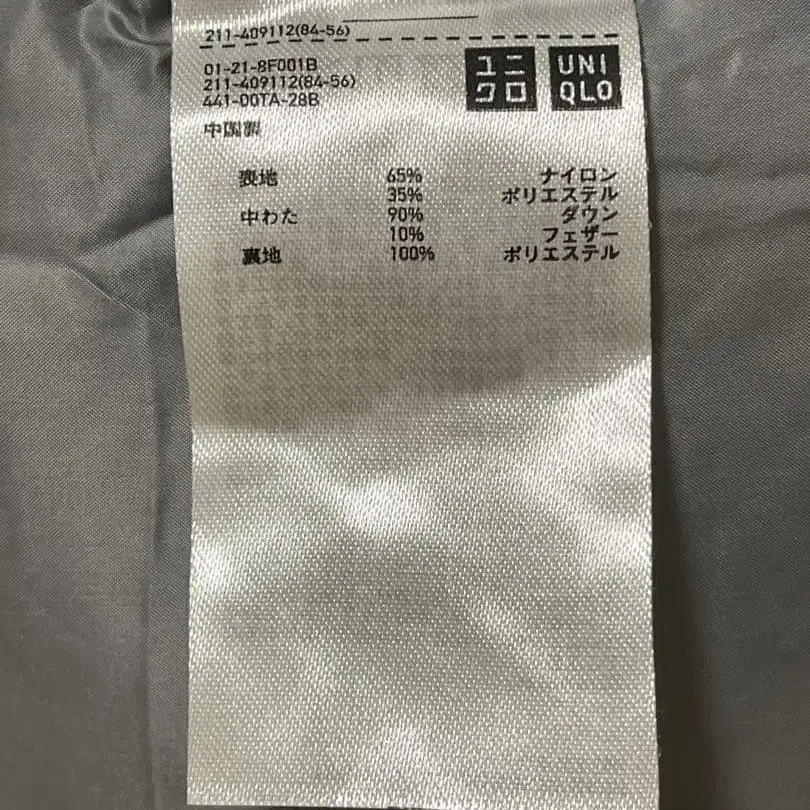 211-409112(84-56)
01-21-8F001B
211-409112(84-56)
441-00TA-28B
中国製
ユニクロ
UNIQLO
表地 65% ナイロン
35% ポリエステル
中わた 90% ダウン
10% フェザー
裏地 100% ポリエステル